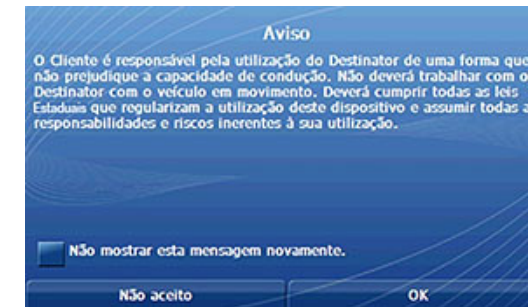 Aviso
O Cliente é responsável pela utilização do Destinator de uma forma que
não prejudique a capacidade de condução. Não deverá trabalhar com o
Destinator com o veículo em movimento. Deverá cumprir todas as leis
Estaduais que regularizam a utilização deste dispositivo e assumir todas a
responsabilidades e riscos inerentes à sua utilização.
Não mostrar esta mensagem novamente.
Não aceito
OK